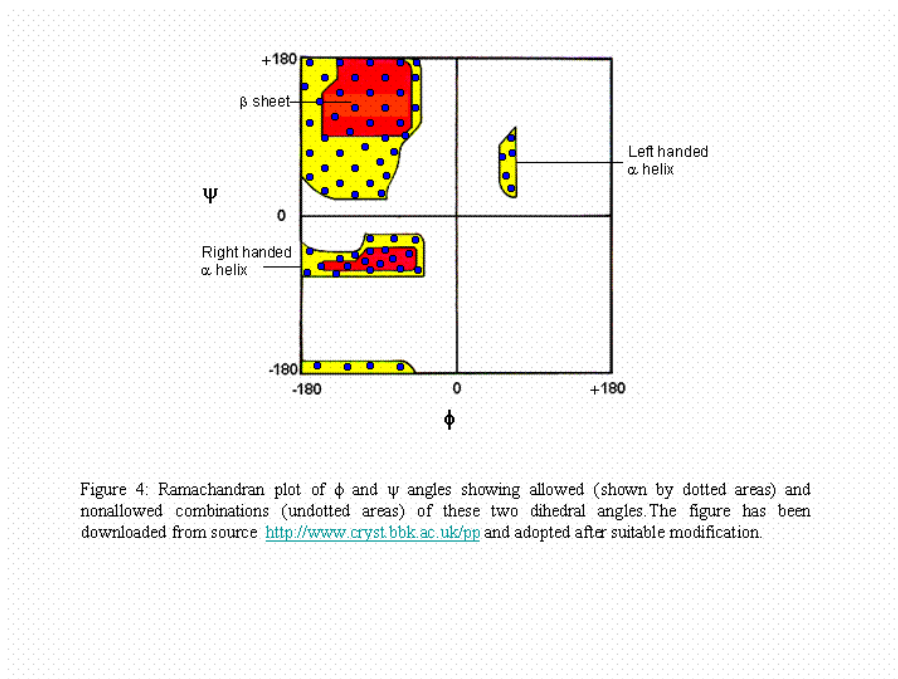 +180
β sheet
Left handed
α helix
ψ
0
Right handed
α helix
-180
-180 0 +180
ϕ
Figure 4: Ramachandran plot of ϕ and ψ angles showing allowed (shown by dotted areas) and
nonallowed combinations (undotted areas) of these two dihedral angles.The figure has been
downloaded from source http://www.cryst.bbk.ac.uk/pp and adopted after suitable modification.